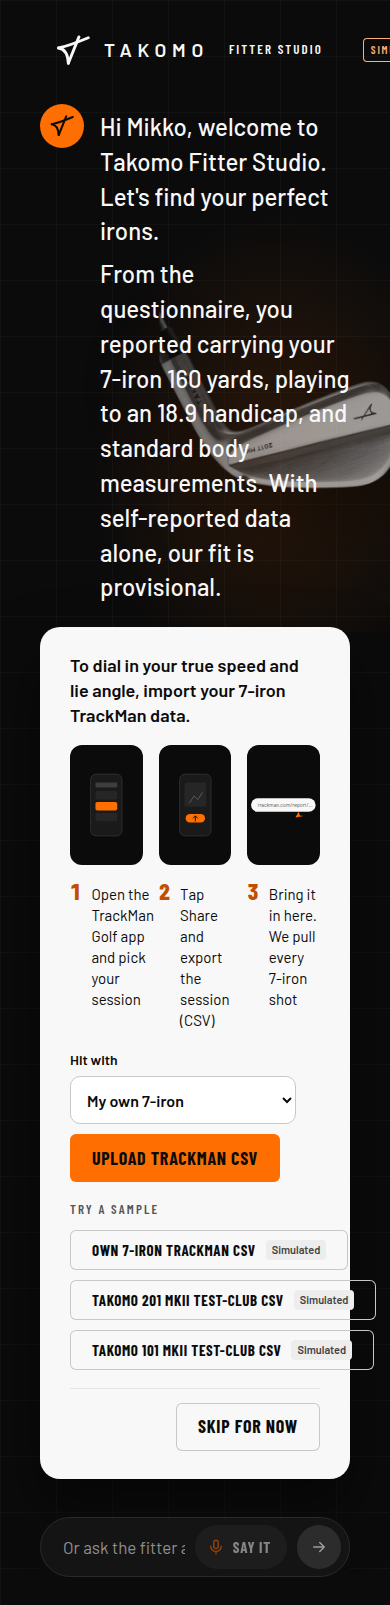 TAKOMO FITTER STUDIO
Hi Mikko, welcome to
Takomo Fitter Studio.
Let's find your perfect
irons.
From the
questionnaire, you
reported carrying your
7-iron 160 yards, playing
to an 18.9 handicap, and
standard body
measurements. With
self-reported data
alone, our fit is
provisional.
To dial in your true speed and
lie angle, import your 7-iron
TrackMan data.
trackman.com/report/...
1 Open the
TrackMan
Golf app
and pick
your
session
2 Tap
Share
and
export
the
session
(CSV)
3 Bring it
in here.
We pull
every
7-iron
shot
Hit with
My own 7-iron
UPLOAD TRACKMAN CSV
TRY A SAMPLE
OWN 7-IRON TRACKMAN CSV Simulated
TAKOMO 201 MKII TEST-CLUB CSV Simulated
TAKOMO 101 MKII TEST-CLUB CSV Simulated
SKIP FOR NOW
Or ask the fitter SAY IT